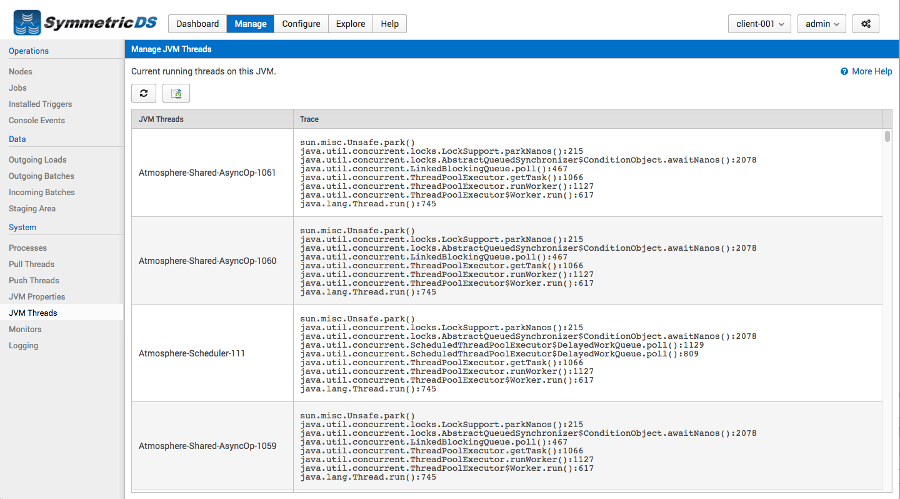 SymmetricDS
Dashboard Manage Configure Explore Help
client-001 admin
Operations
Nodes
Jobs
Installed Triggers
Console Events
Data
Outgoing Loads
Outgoing Batches
Incoming Batches
Staging Area
System
Processes
Pull Threads
Push Threads
JVM Properties
JVM Threads
Monitors
Logging
Manage JVM Threads
Current running threads on this JVM.
? More Help
JVM Threads Trace
Atmosphere-Shared-AsyncOp-1061
sun.misc.Unsafe.park()
java.util.concurrent.locks.LockSupport.parkNanos():215
java.util.concurrent.locks.AbstractQueuedSynchronizer$ConditionObject.awaitNanos():2078
java.util.concurrent.LinkedBlockingQueue.poll():467
java.util.concurrent.ThreadPoolExecutor.getTask():1066
java.util.concurrent.ThreadPoolExecutor.runWorker():1127
java.util.concurrent.ThreadPoolExecutor$Worker.run():617
java.lang.Thread.run():745
Atmosphere-Shared-AsyncOp-1060
sun.misc.Unsafe.park()
java.util.concurrent.locks.LockSupport.parkNanos():215
java.util.concurrent.locks.AbstractQueuedSynchronizer$ConditionObject.awaitNanos():2078
java.util.concurrent.LinkedBlockingQueue.poll():467
java.util.concurrent.ThreadPoolExecutor.getTask():1066
java.util.concurrent.ThreadPoolExecutor.runWorker():1127
java.util.concurrent.ThreadPoolExecutor$Worker.run():617
java.lang.Thread.run():745
Atmosphere-Scheduler-111
sun.misc.Unsafe.park()
java.util.concurrent.locks.LockSupport.parkNanos():215
java.util.concurrent.locks.AbstractQueuedSynchronizer$ConditionObject.awaitNanos():2078
java.util.concurrent.ScheduledThreadPoolExecutor$DelayedWorkQueue.poll():1129
java.util.concurrent.ScheduledThreadPoolExecutor$DelayedWorkQueue.poll():809
java.util.concurrent.ThreadPoolExecutor.getTask():1066
java.util.concurrent.ThreadPoolExecutor.runWorker():1127
java.util.concurrent.ThreadPoolExecutor$Worker.run():617
java.lang.Thread.run():745
Atmosphere-Shared-AsyncOp-1059
sun.misc.Unsafe.park()
java.util.concurrent.locks.LockSupport.parkNanos():215
java.util.concurrent.locks.AbstractQueuedSynchronizer$ConditionObject.awaitNanos():2078
java.util.concurrent.LinkedBlockingQueue.poll():467
java.util.concurrent.ThreadPoolExecutor.getTask():1066
java.util.concurrent.ThreadPoolExecutor.runWorker():1127
java.util.concurrent.ThreadPoolExecutor$Worker.run():617
java.lang.Thread.run():745